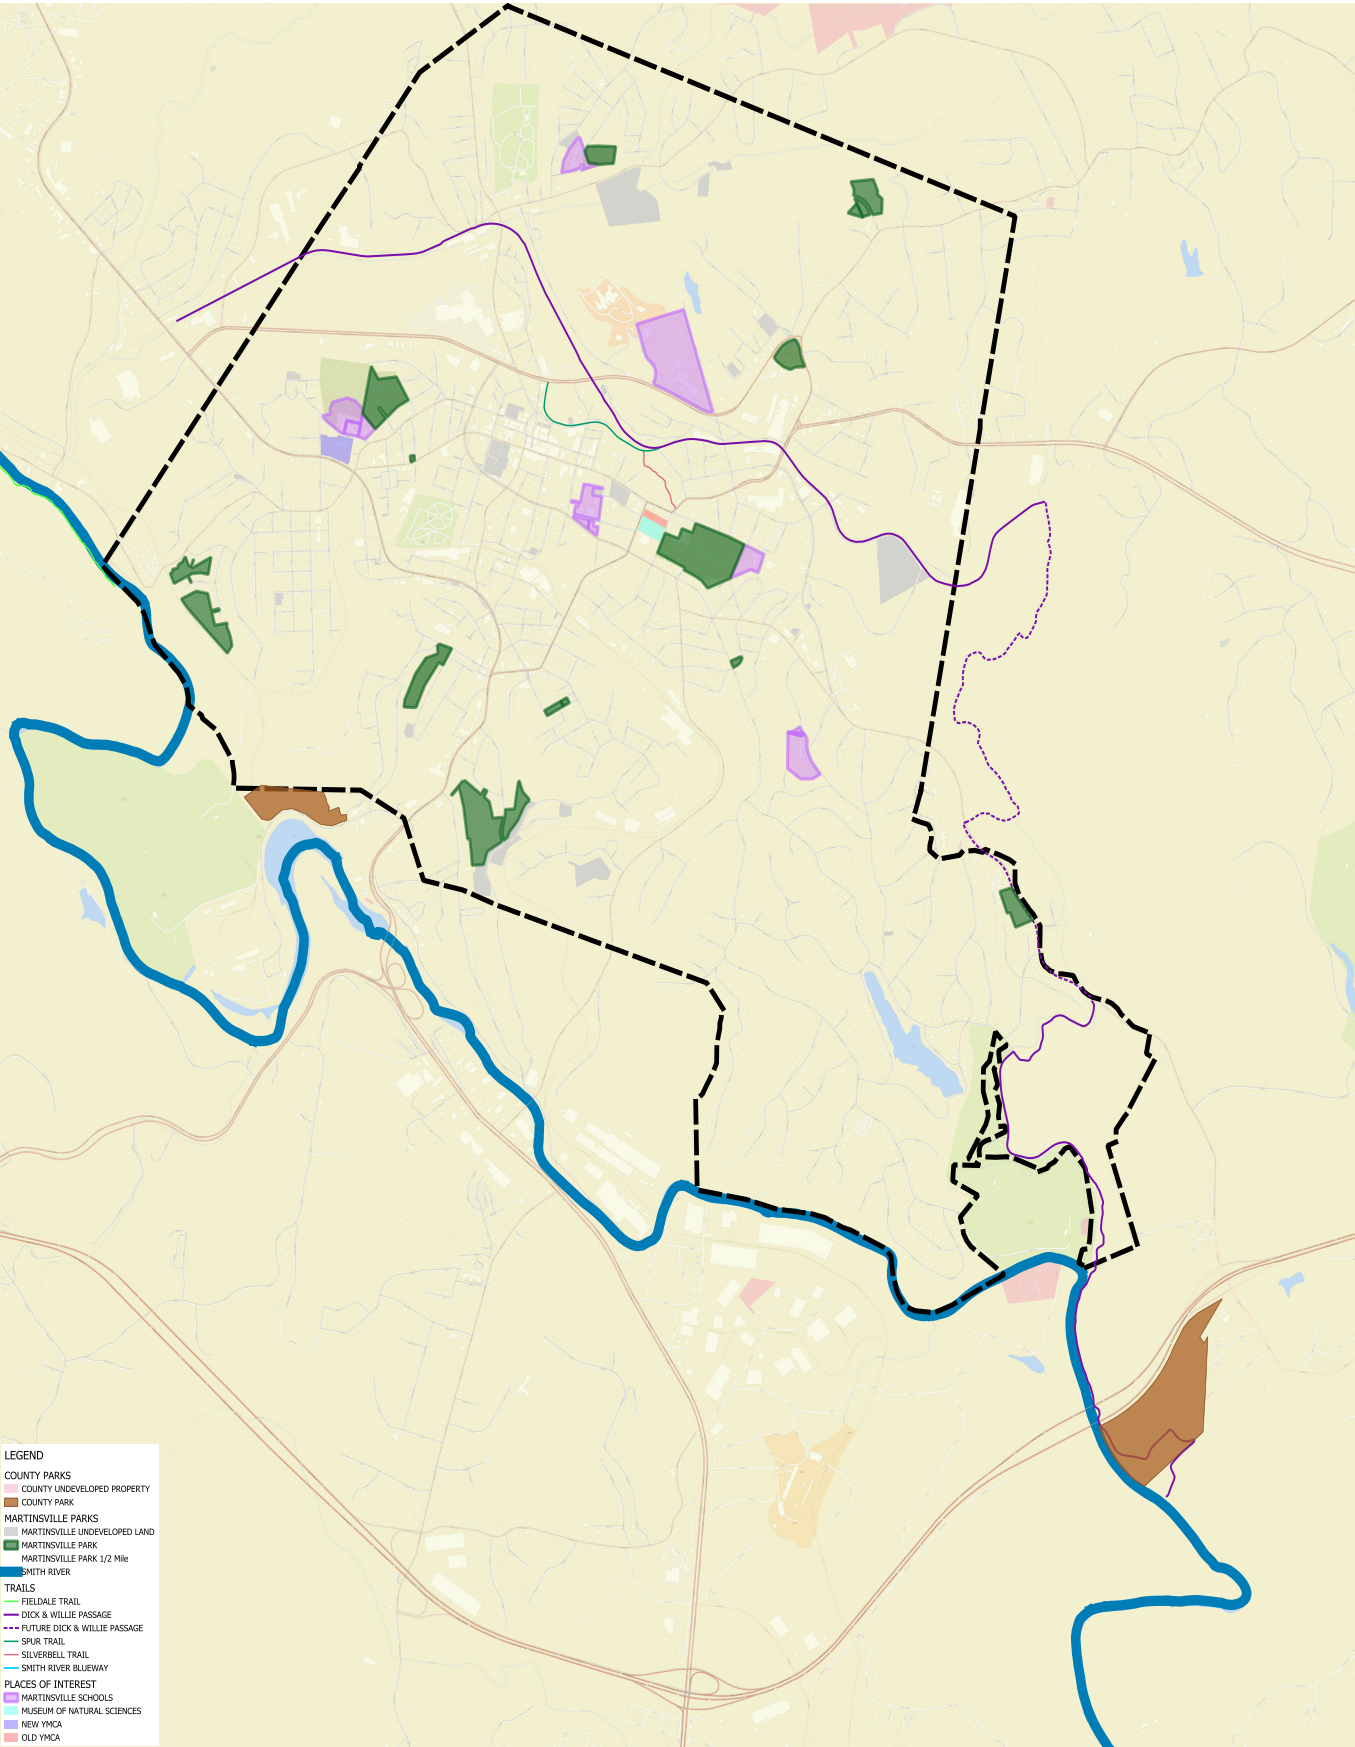 LEGEND
COUNTY PARKS
COUNTY UNDEVELOPED PROPERTY
COUNTY PARK
MARTINSVILLE PARKS
MARTINSVILLE UNDEVELOPED LAND
MARTINSVILLE PARK
MARTINSVILLE PARK 1/2 Mile
SMITH RIVER
TRAILS
FIELDALE TRAIL
DICK & WILLIE PASSAGE
FUTURE DICK & WILLIE PASSAGE
SPUR TRAIL
SILVERBELL TRAIL
SMITH RIVER BLUEWAY
PLACES OF INTEREST
MARTINSVILLE SCHOOLS
MUSEUM OF NATURAL SCIENCES
NEW YMCA
OLD YMCA